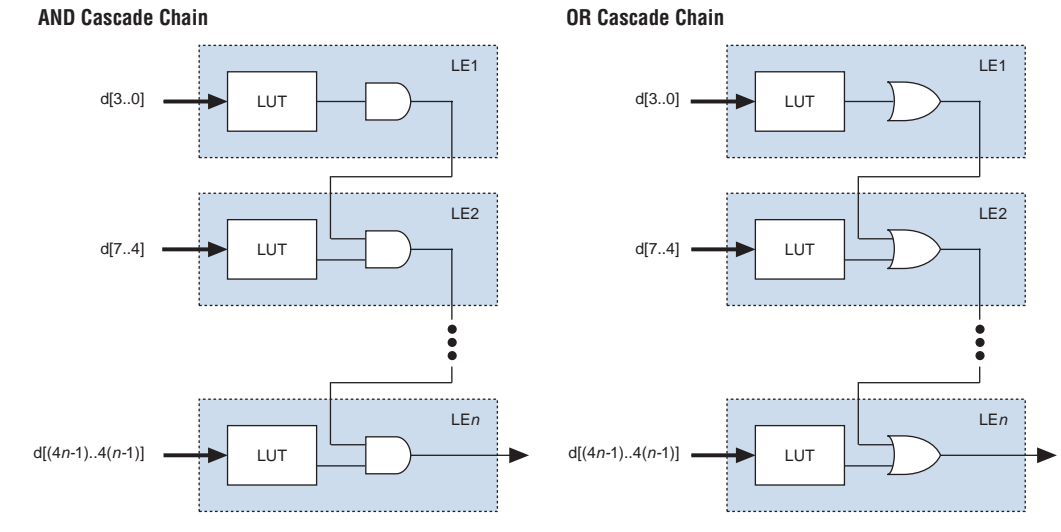 AND Cascade Chain
LE1
d[3..0]
LUT
LE2
d[7..4]
LUT
LEn
d[(4n-1)..4(n-1)]
LUT
OR Cascade Chain
LE1
d[3..0]
LUT
LE2
d[7..4]
LUT
LEn
d[(4n-1)..4(n-1)]
LUT